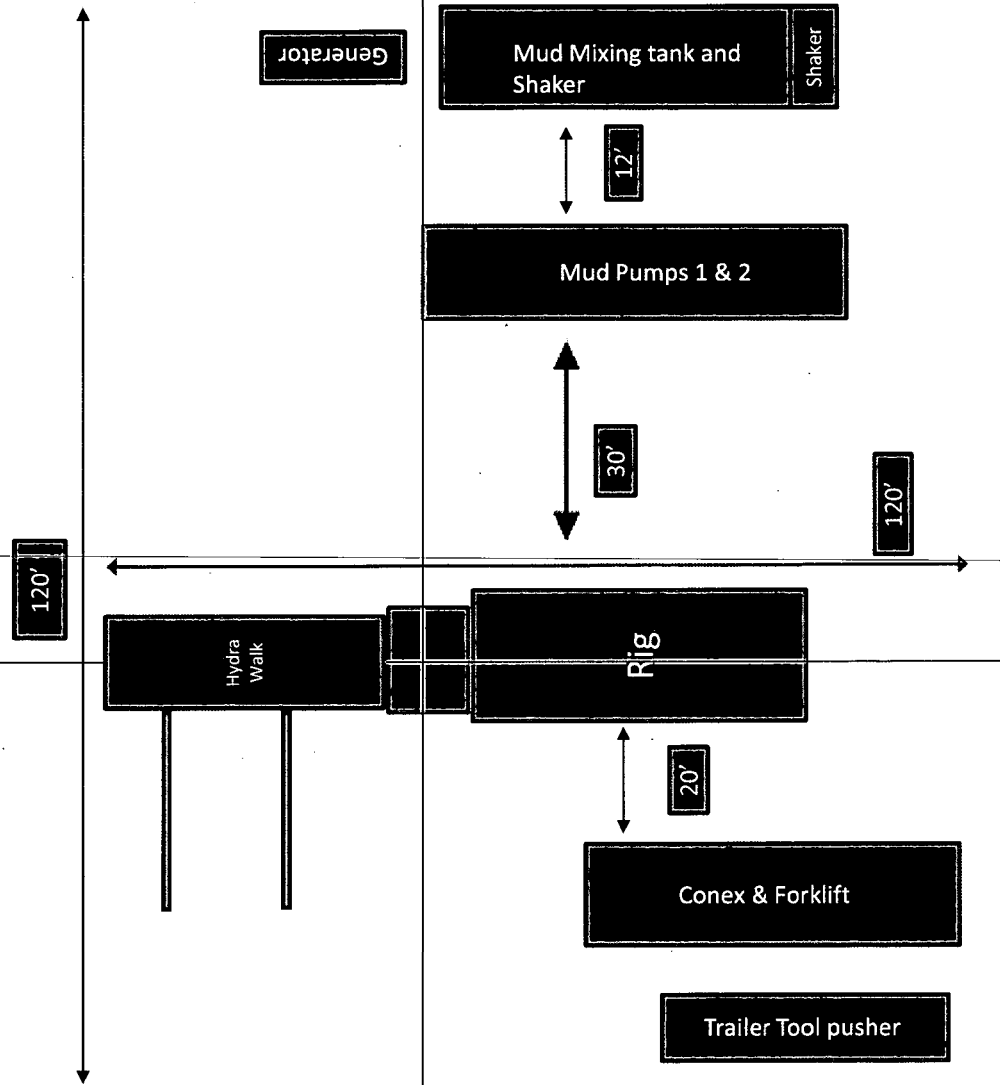 Generator
Mud Mixing tank and
Shaker
Shaker
12'
Mud Pumps 1 & 2
30'
120'
120'
Hydra
Walk
Rig
20'
Conex & Forklift
Trailer Tool pusher